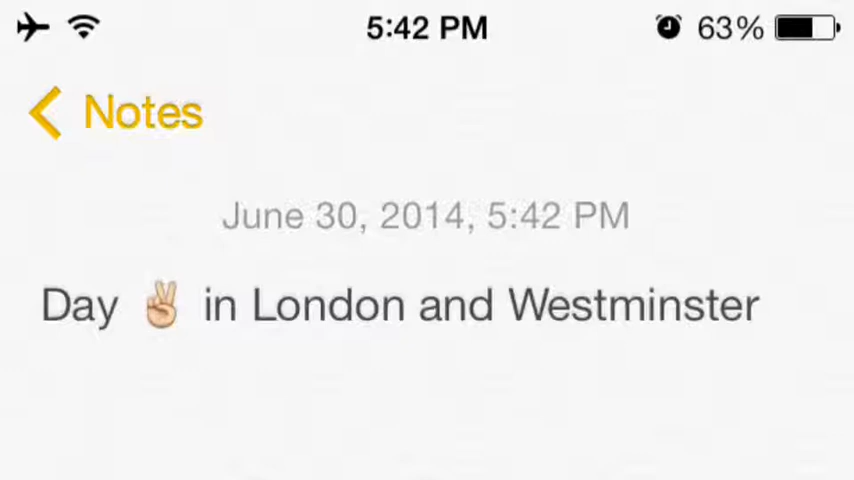 5:42 PM 63%
Notes
June 30, 2014, 5:42 PM
Day ✌ in London and Westminster